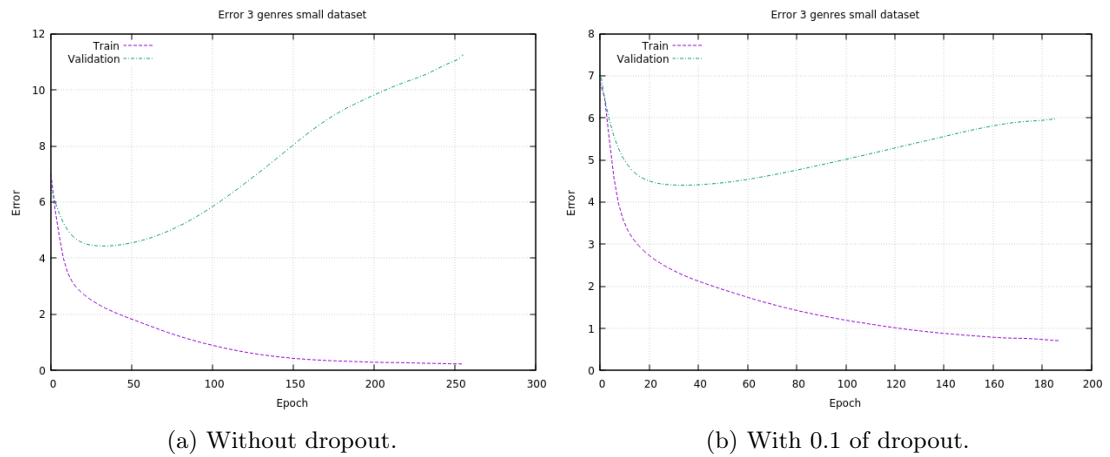 Error 3 genres small dataset
12
10
8
6
4
2
0
Error
Train
Validation
0 50 100 150 200 250 300
Epoch
(a) Without dropout.
Error 3 genres small dataset
8
7
6
5
4
3
2
1
0
Error
Train
Validation
0 20 40 60 80 100 120 140 160 180 200
Epoch
(b) With 0.1 of dropout.